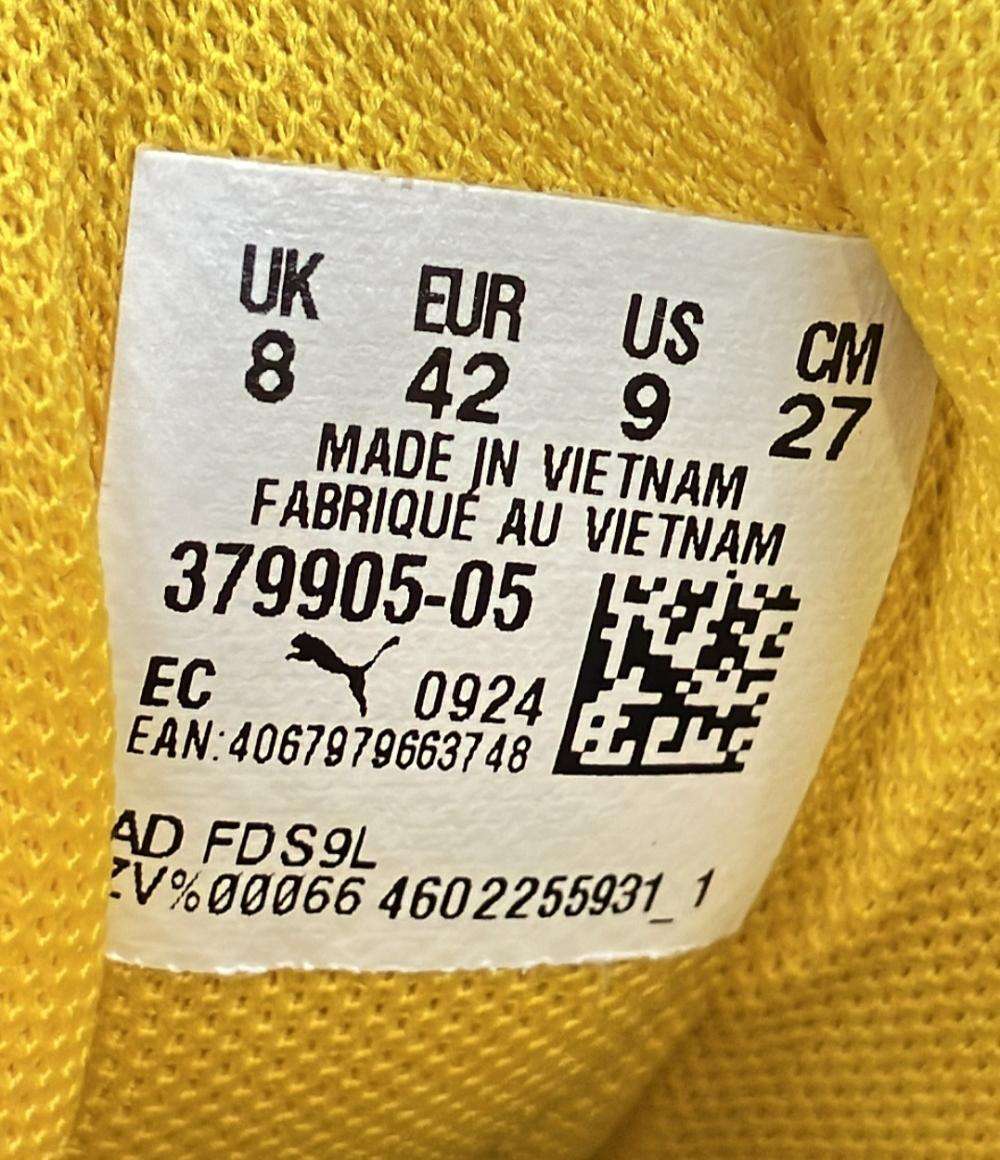 UK EUR US CM
8 42 9 27
MADE IN VIETNAM
FABRIQUÉ AU VIETNAM
379905-05
EC 0924
EAN:4067979663748
AD FDS9L
ZV%00066 4602255931_1